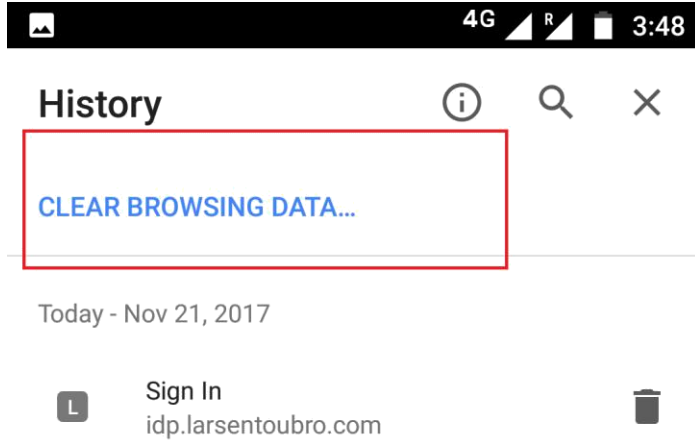 4G R 3:48
History
CLEAR BROWSING DATA...
Today - Nov 21, 2017
L Sign In
idp.larsentoubro.com